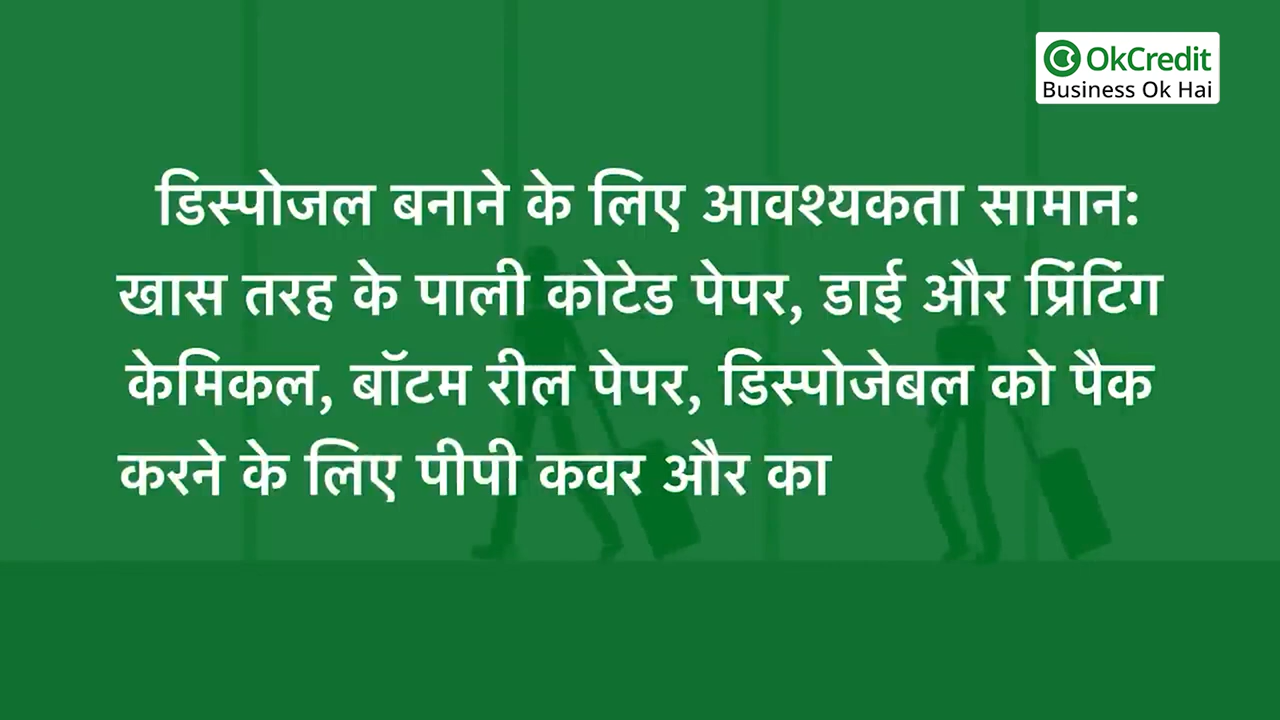 OkCredit
Business Ok Hai
डिस्पोजल बनाने के लिए आवश्यकता सामान:
खास तरह के पाली कोटेड पेपर, डाई और प्रिंटिंग
केमिकल, बॉटम रील पेपर, डिस्पोजेबल को पैक
करने के लिए पीपी कवर और का